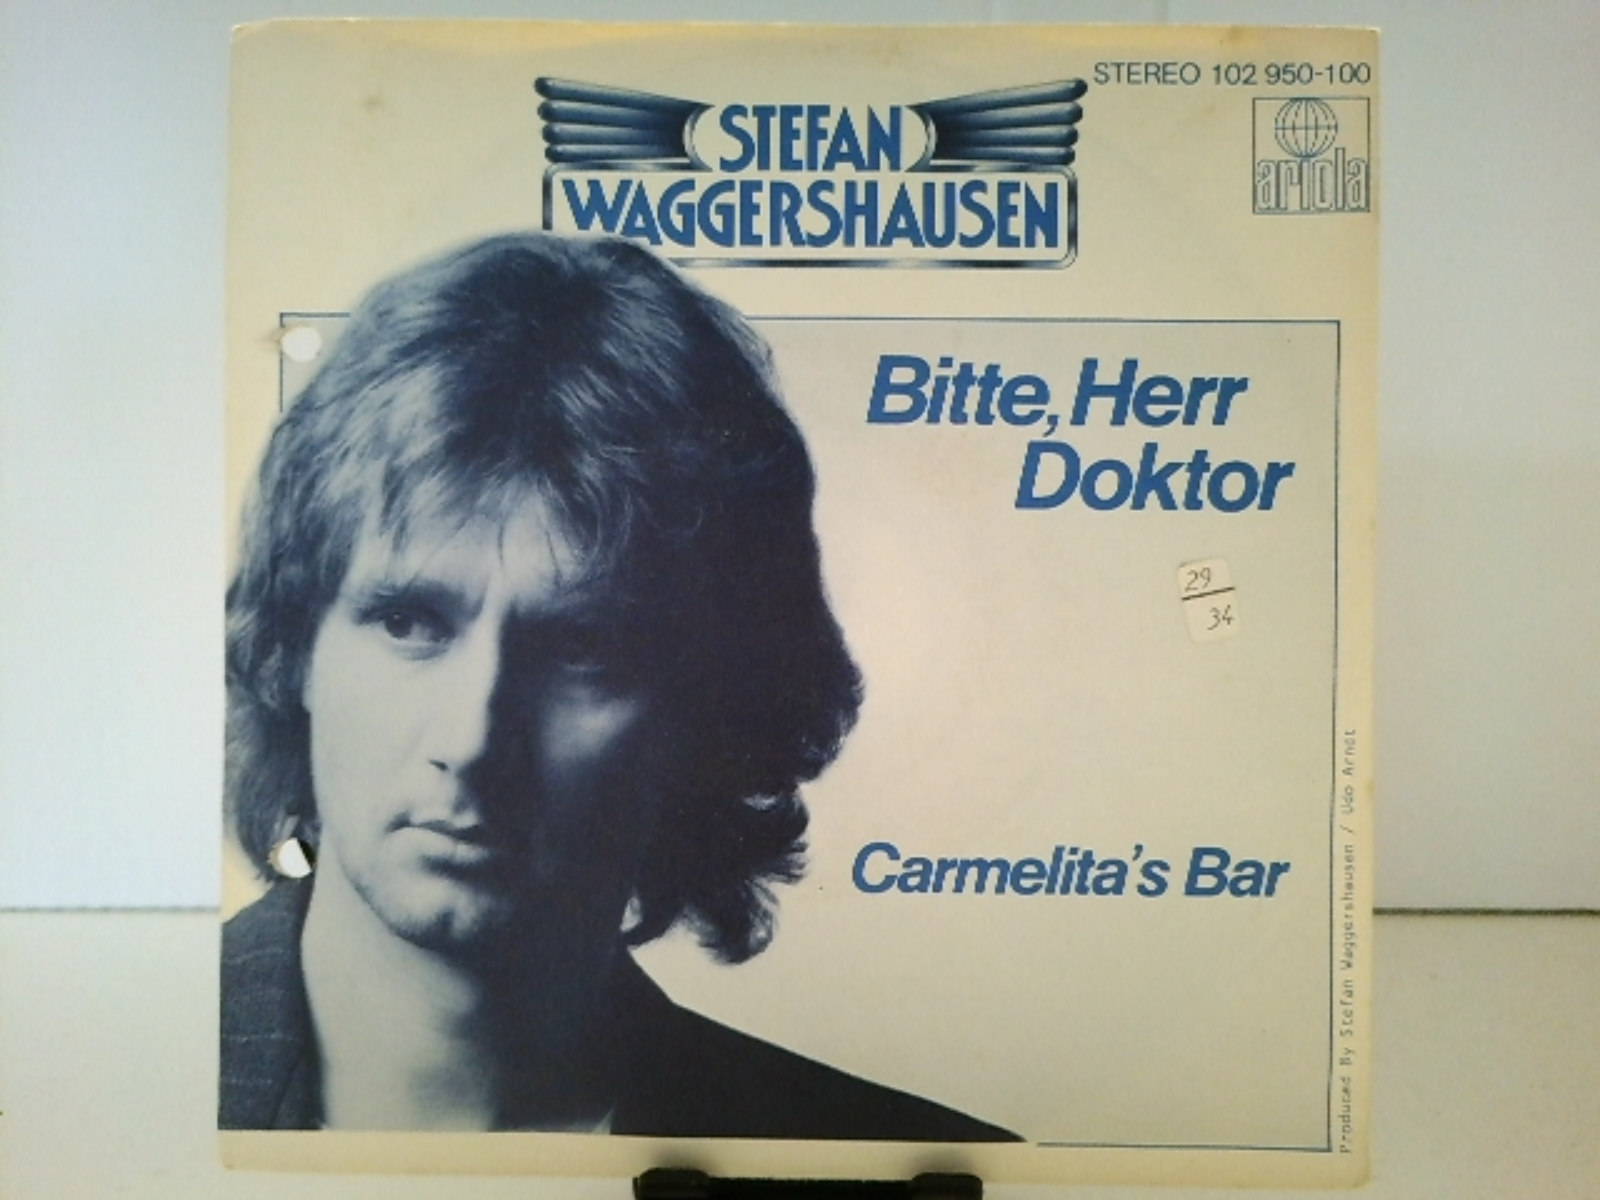 STEREO 102 950-100
ariola
STEFAN
WAGGERSHAUSEN
Bitte, Herr
Doktor
29
34
Carmelita's Bar
Produced By Stefan Waggershausen / Udo Arndt